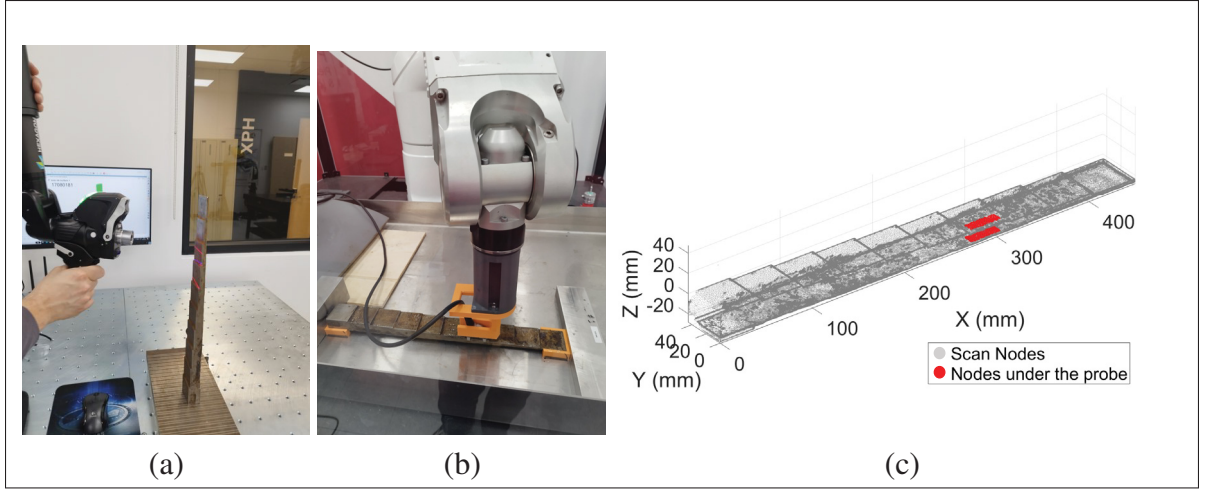 XPH
40
20
0
-20
Z (mm)
40
20
0
Y (mm)
0
100
200
300
400
X (mm)
Scan Nodes
Nodes under the probe
(a)
(b)
(c)